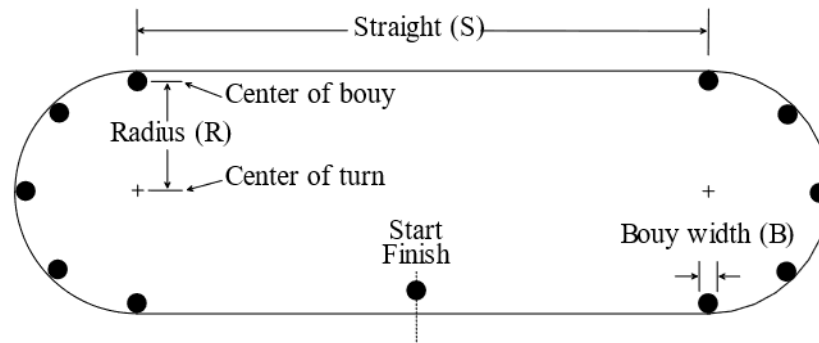 Straight (S)
Center of bouy
Radius (R)
Center of turn
Start
Finish
Bouy width (B)